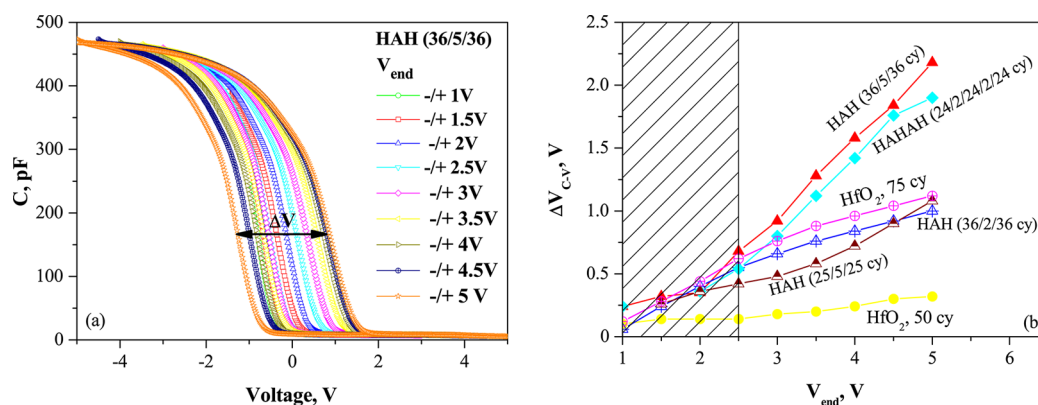 500
400
300
200
100
0
C, pF
HAH (36/5/36)
V_end
-/+ 1V
-/+ 1.5V
-/+ 2V
-/+ 2.5V
-/+ 3V
-/+ 3.5V
-/+ 4V
-/+ 4.5V
-/+ 5 V
ΔV
(a)
-4 -2 0 2 4
Voltage, V
2.5
2.0
1.5
1.0
0.5
0
ΔV_C-V, V
HAH (36/5/36 cy)
HAHAH (24/2/24/2/24 cy)
HfO₂, 75 cy
HAH (36/2/36 cy)
HAH (25/5/25 cy)
HfO₂, 50 cy
(b
1 2 3 4 5 6
V_end, V